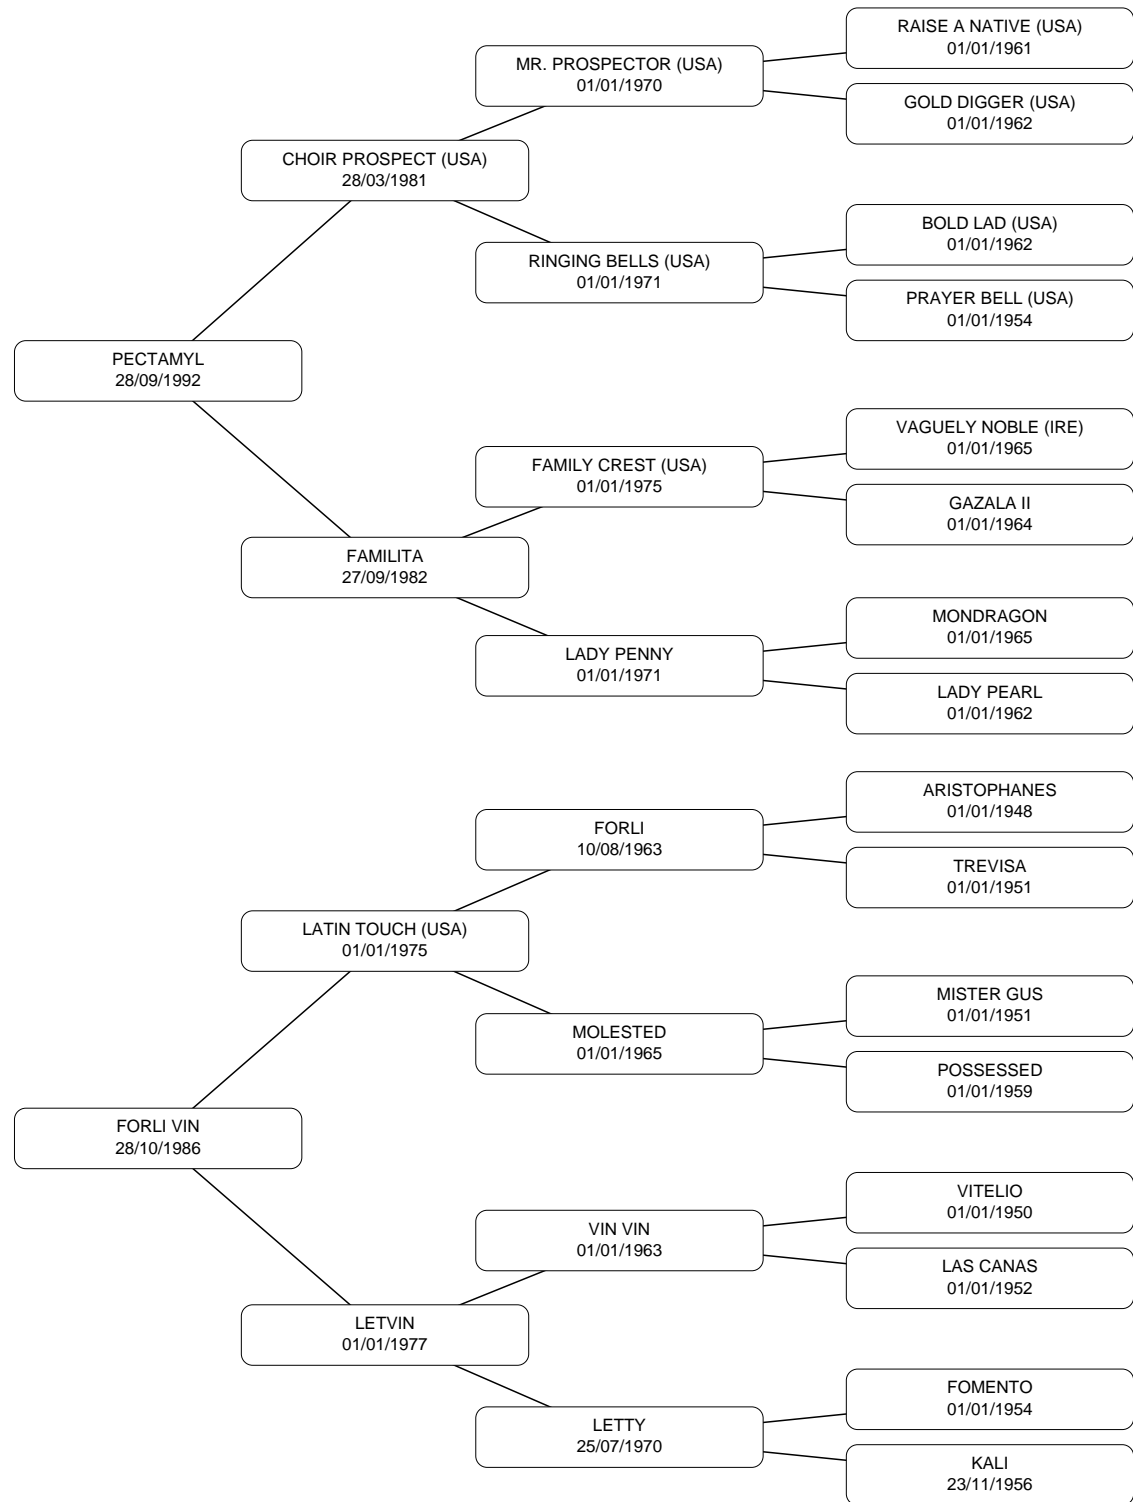 RAISE A NATIVE (USA)
01/01/1961
MR. PROSPECTOR (USA)
01/01/1970
GOLD DIGGER (USA)
01/01/1962
CHOIR PROSPECT (USA)
28/03/1981
BOLD LAD (USA)
01/01/1962
RINGING BELLS (USA)
01/01/1971
PRAYER BELL (USA)
01/01/1954
PECTAMYL
28/09/1992
VAGUELY NOBLE (IRE)
01/01/1965
FAMILY CREST (USA)
01/01/1975
GAZALA II
01/01/1964
FAMILITA
27/09/1982
MONDRAGON
01/01/1965
LADY PENNY
01/01/1971
LADY PEARL
01/01/1962
ARISTOPHANES
01/01/1948
FORLI
10/08/1963
TREVISA
01/01/1951
LATIN TOUCH (USA)
01/01/1975
MISTER GUS
01/01/1951
MOLESTED
01/01/1965
POSSESSED
01/01/1959
FORLI VIN
28/10/1986
VITELIO
01/01/1950
VIN VIN
01/01/1963
LAS CANAS
01/01/1952
LETVIN
01/01/1977
FOMENTO
01/01/1954
LETTY
25/07/1970
KALI
23/11/1956